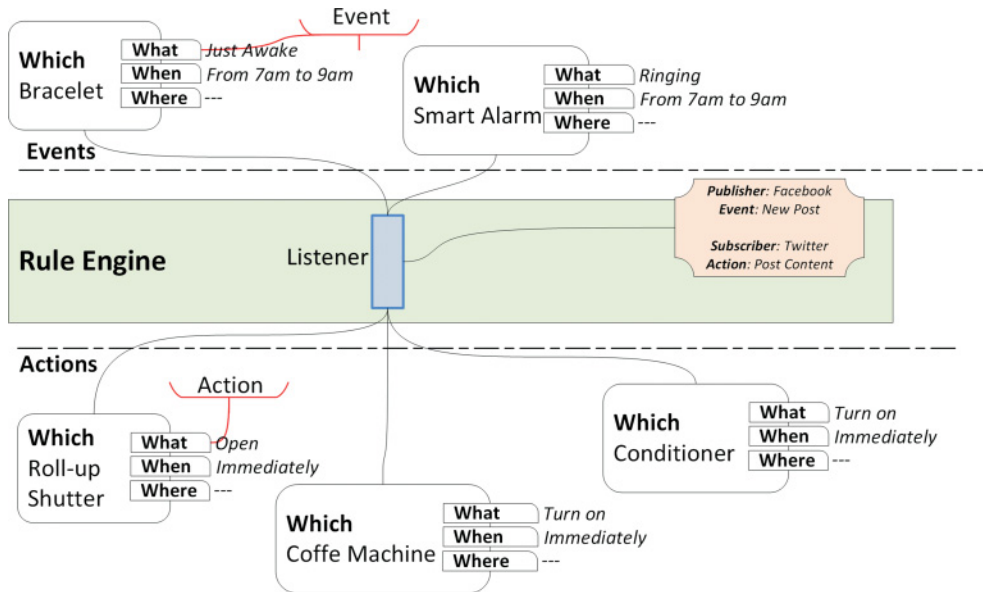 Event
Which
Bracelet
What
Just Awake
When
From 7am to 9am
Where
---
Which
Smart Alarm
What
Ringing
When
From 7am to 9am
Where
---
Events
Rule Engine
Listener
Publisher: Facebook
Event: New Post
Subscriber: Twitter
Action: Post Content
Actions
Action
Which
Roll-up
Shutter
What
Open
When
Immediately
Where
---
Which
Coffe Machine
What
Turn on
When
Immediately
Where
---
Which
Conditioner
What
Turn on
When
Immediately
Where
---